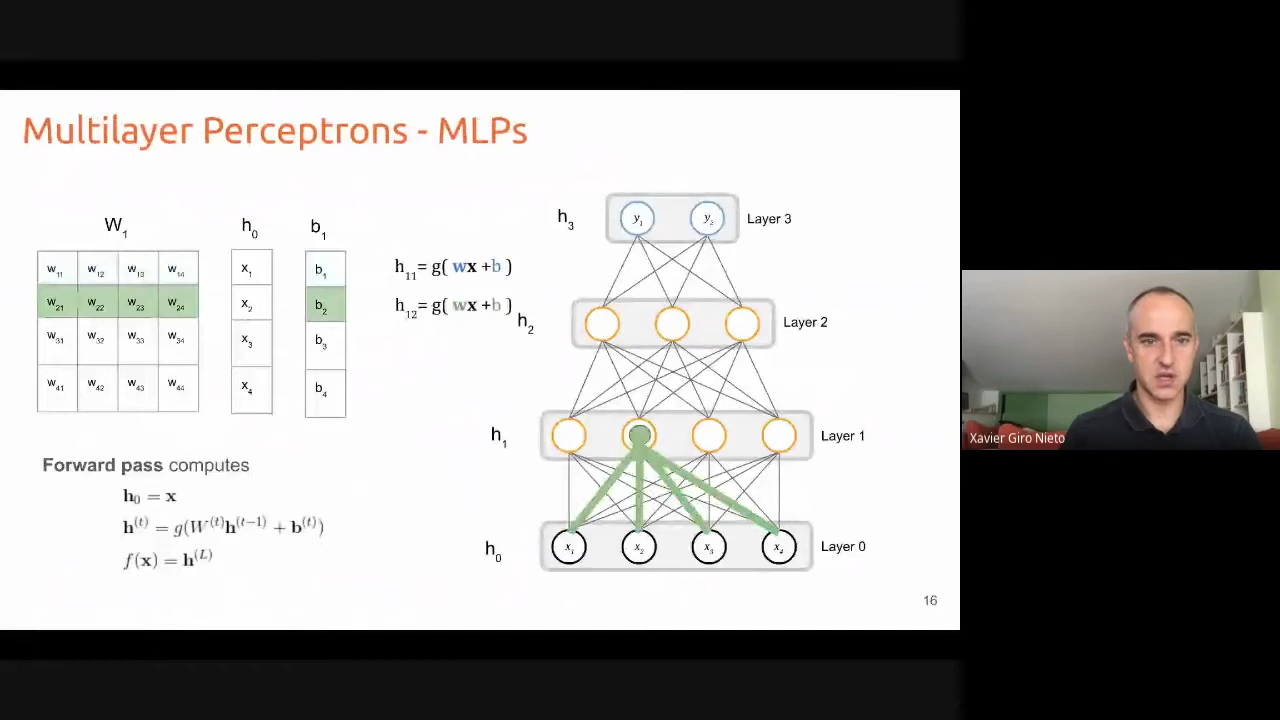 Multilayer Perceptrons - MLPs
W1 h0 b1
w11 w12 w13 w14 x1 b1
w21 w22 w23 w24 x2 b2
w31 w32 w33 w34 x3 b3
w41 w42 w43 w44 x4 b4
h11= g( wx +b )
h12= g( wx +b )
Forward pass computes
h0 = x
h(t) = g(W(t)h(t−1) + b(t))
f(x) = h(L)
h3 y1 y2 Layer 3
h2 Layer 2
h1 Layer 1
h0 x1 x2 x3 x4 Layer 0
16
Xavier Giro Nieto